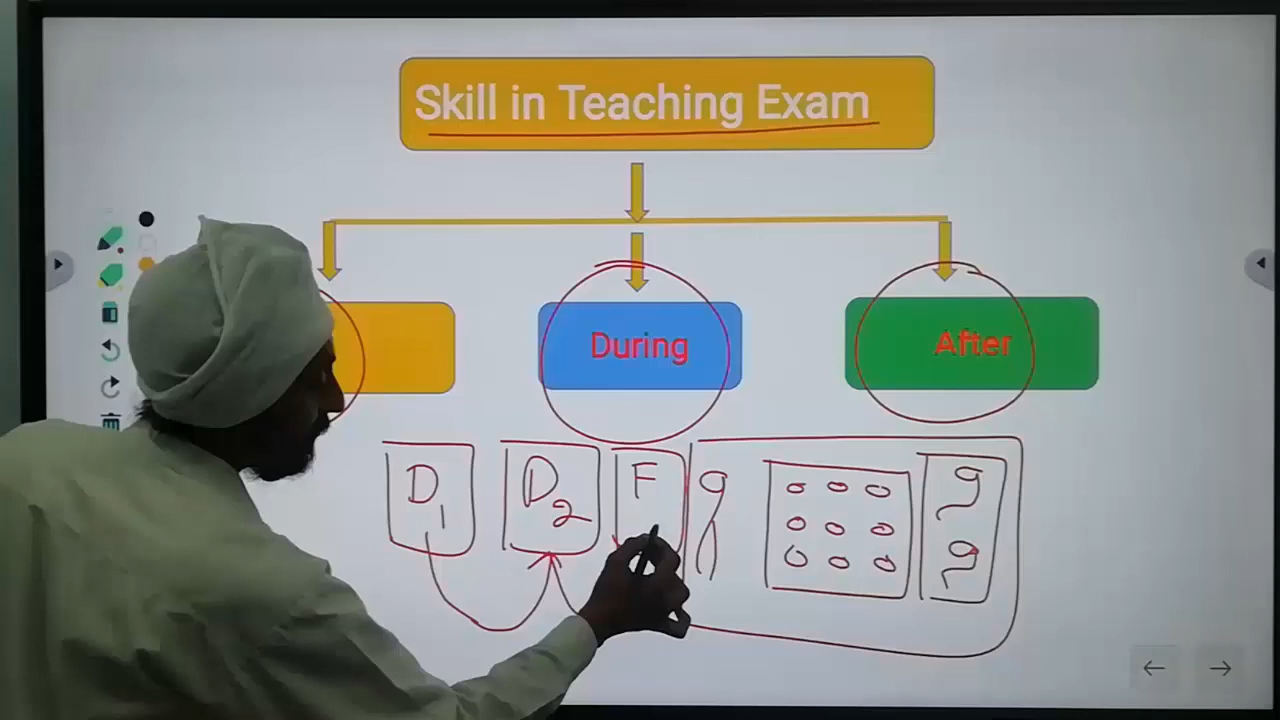 Skill in Teaching Exam
During
After
D1
D2
F